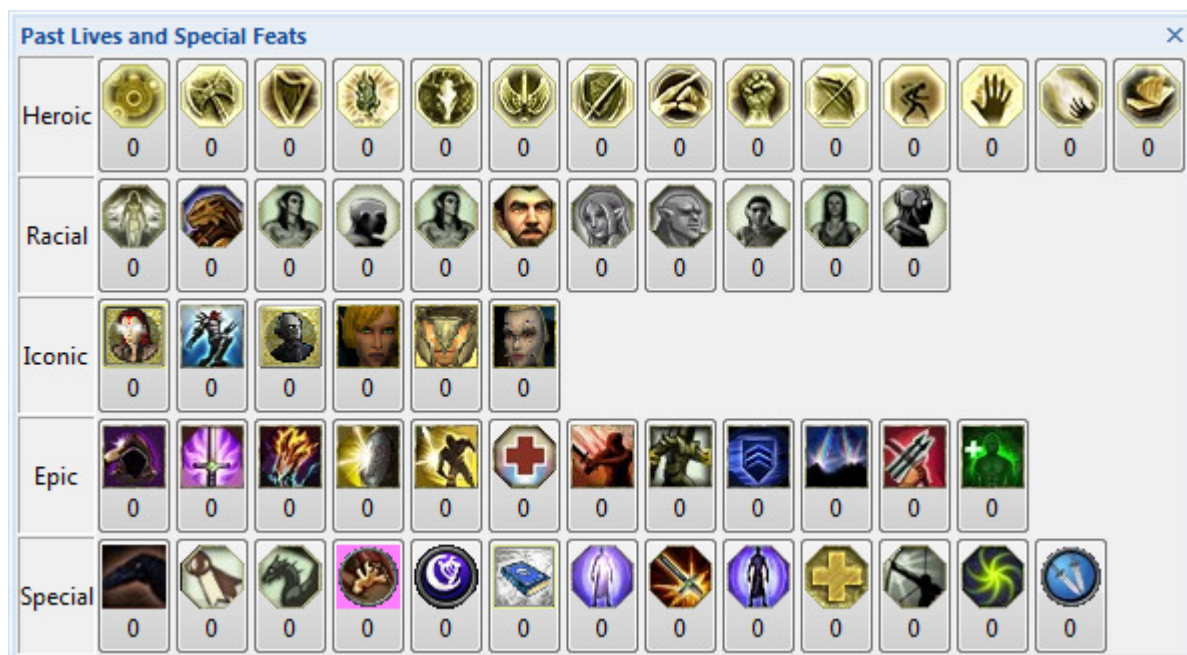 Past Lives and Special Feats
Heroic
0 0 0 0 0 0 0 0 0 0 0 0 0 0
Racial
0 0 0 0 0 0 0 0 0 0 0
Iconic
0 0 0 0 0 0
Epic
0 0 0 0 0 0 0 0 0 0 0 0
Special
0 0 0 0 0 0 0 0 0 0 0 0 0